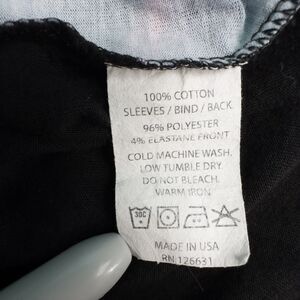 100% COTTON
SLEEVES / BIND / BACK
96% POLYESTER
4% ELASTANE FRONT
COLD MACHINE WASH.
LOW TUMBLE DRY.
DO NOT BLEACH.
WARM IRON
30C
MADE IN USA
RN 126631